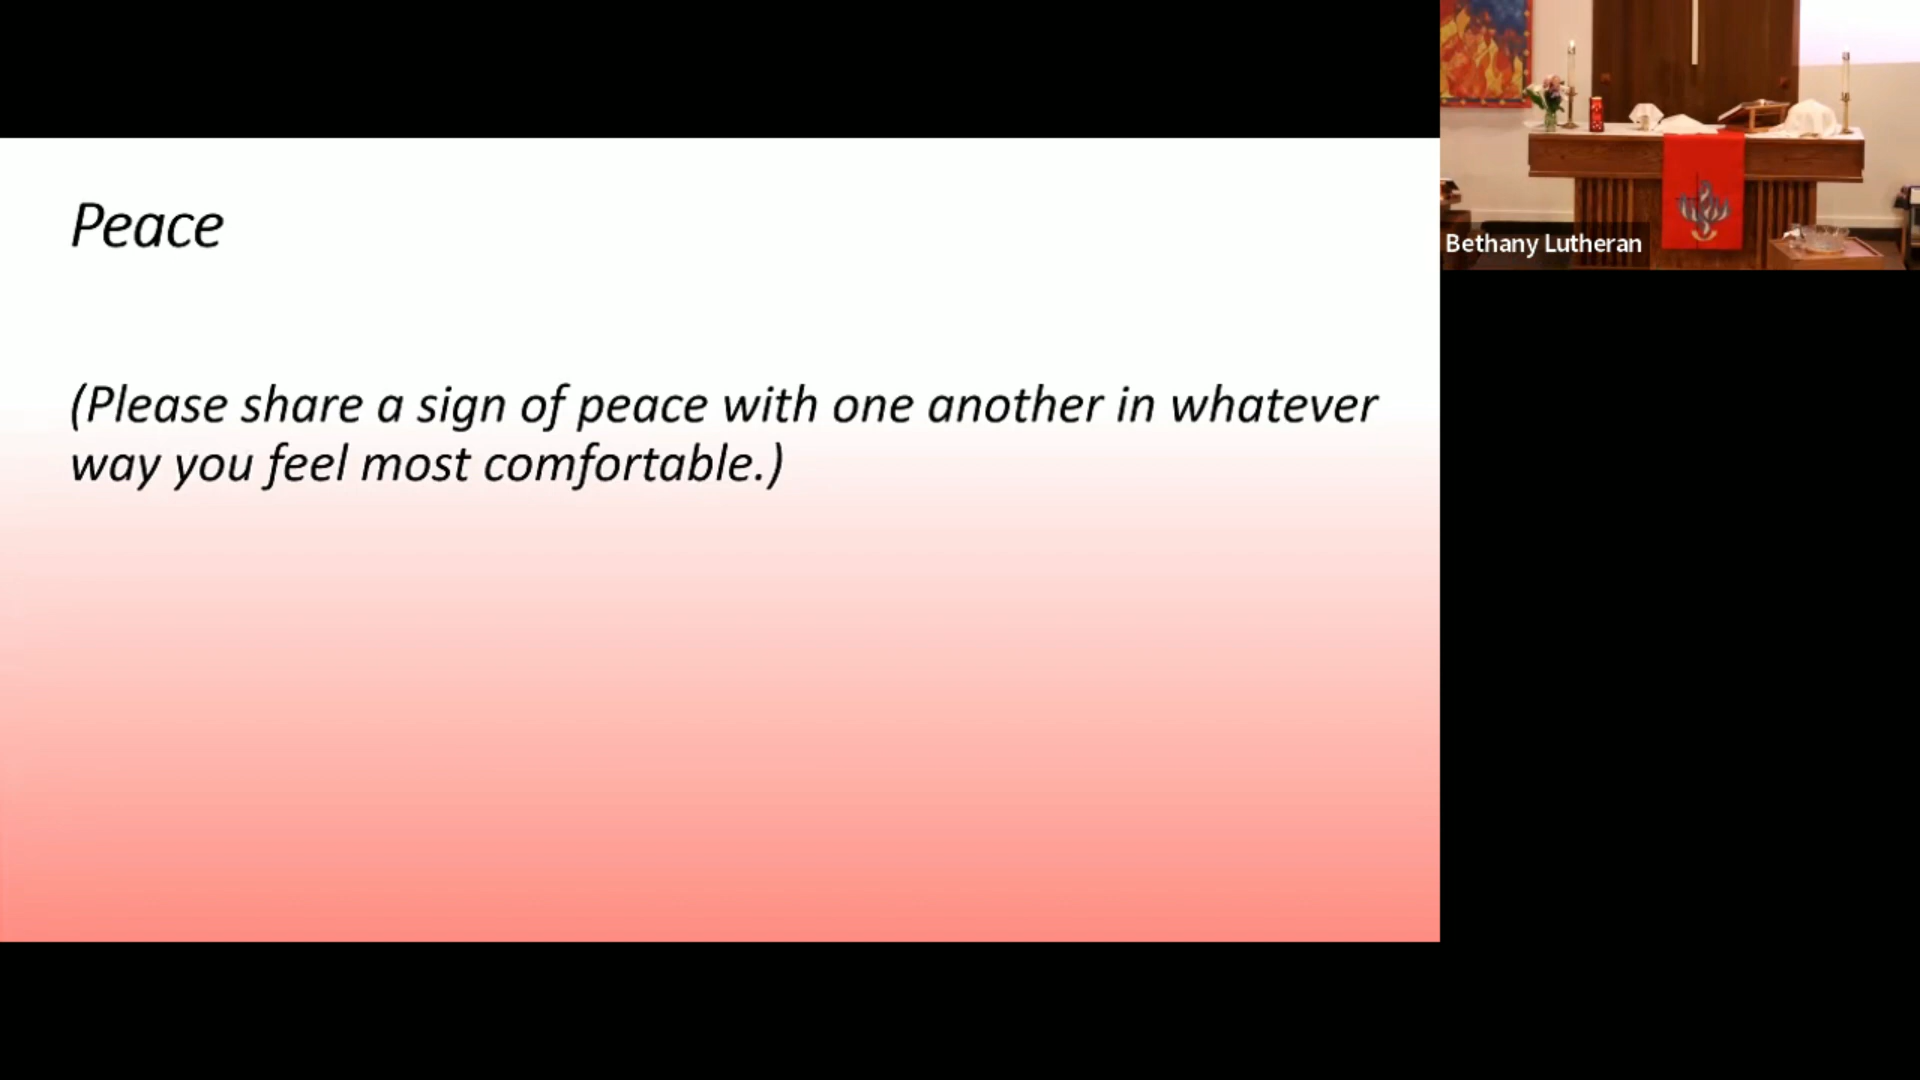 Peace
(Please share a sign of peace with one another in whatever
way you feel most comfortable.)
Bethany Lutheran